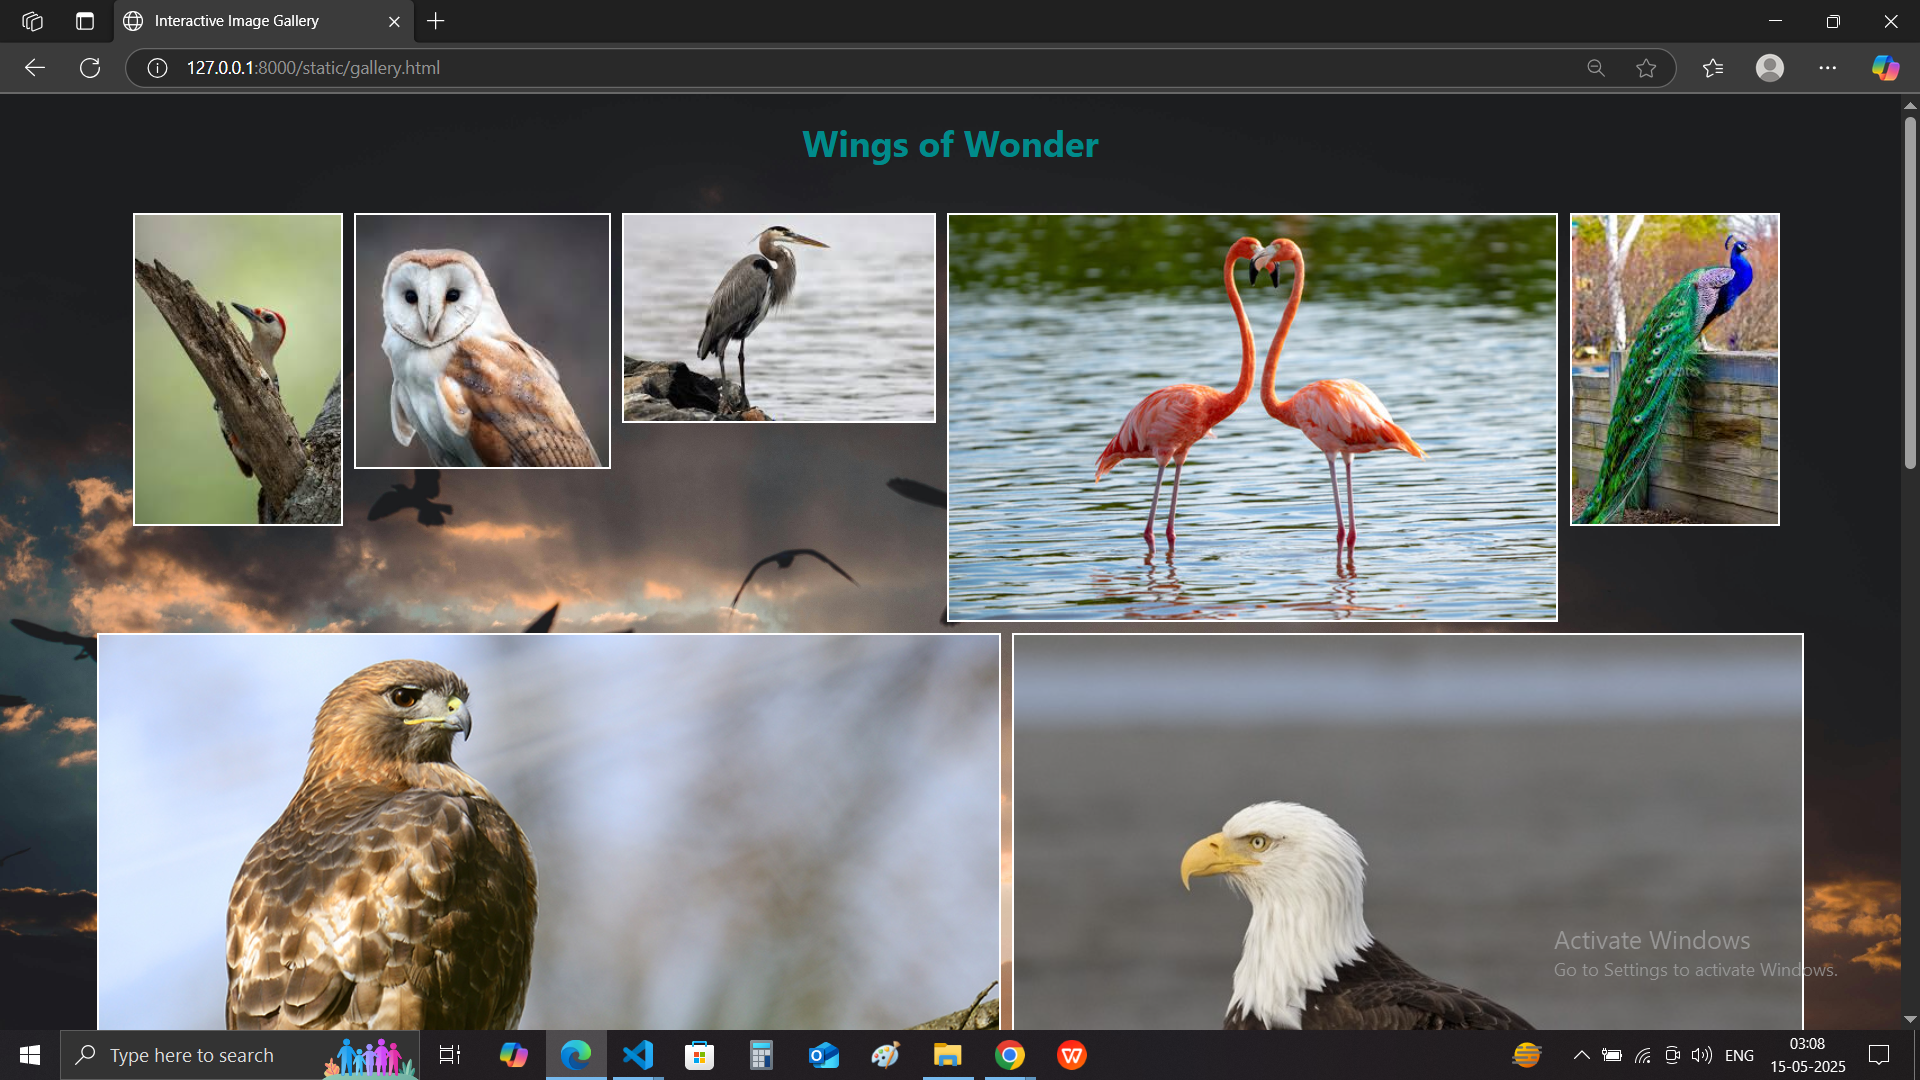 Interactive Image Gallery
127.0.0.1:8000/static/gallery.html
Wings of Wonder
Activate Windows
Go to Settings to activate Windows.
Type here to search
ENG
03:08
15-05-2025